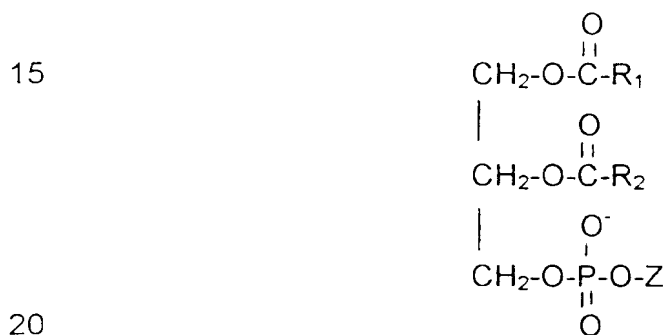 O
||
15 CH₂-O-C-R₁
|
O
||
CH₂-O-C-R₂
| O⁻
|
CH₂-O-P-O-Z
||
20 O